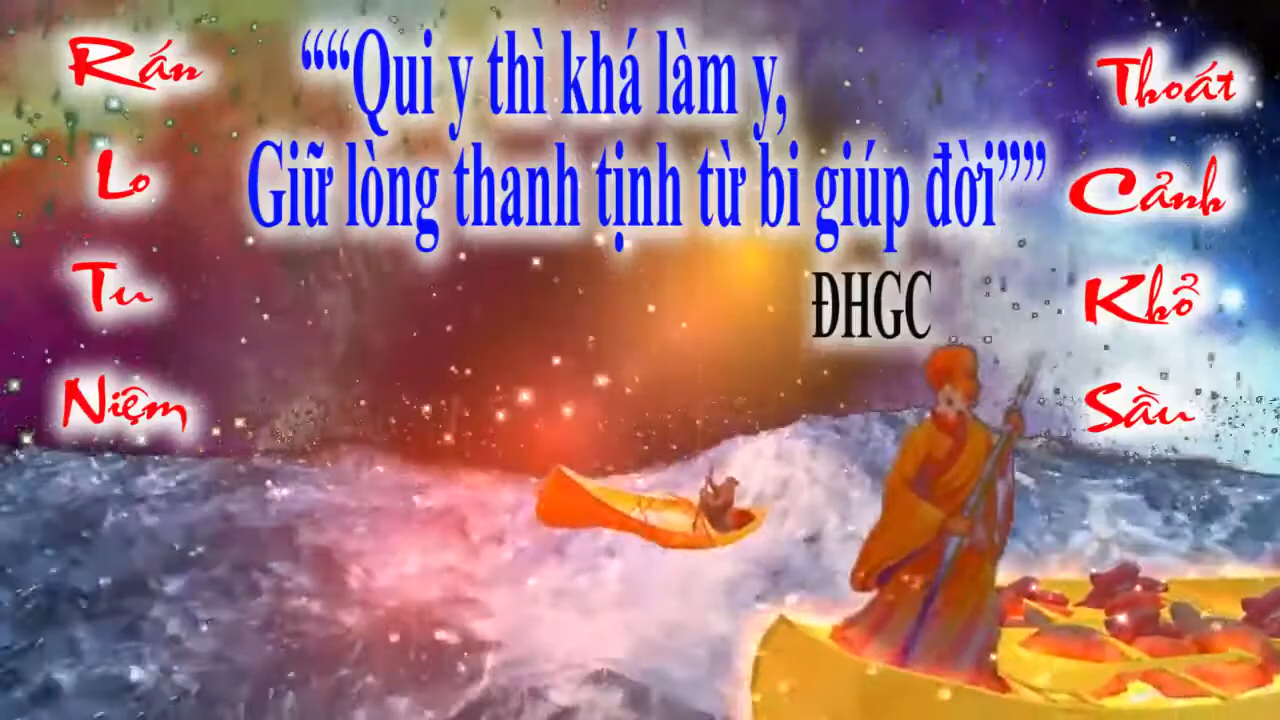 ““Qui y thì khá làm y,
Giữ lòng thanh tịnh từ bi giúp đời””
ĐHGC
Rán
Lo
Tu
Niệm
Thoát
Cảnh
Khổ
Sầu